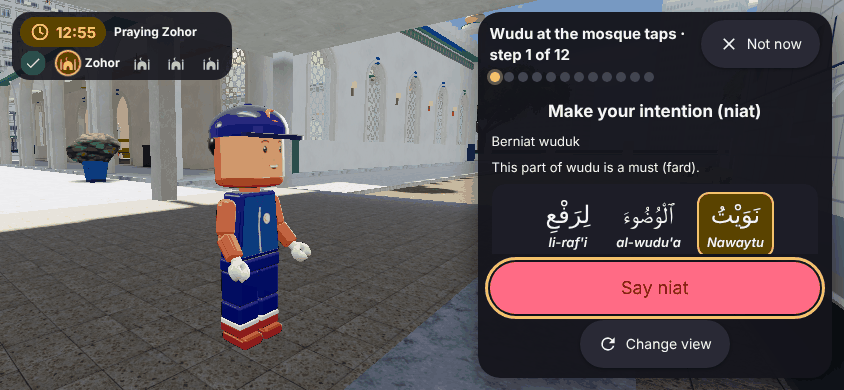 12:55 Praying Zohor
Zohor
Wudu at the mosque taps ·
step 1 of 12
Not now
Make your intention (niat)
Berniat wuduk
This part of wudu is a must (fard).
نَوَيْتُ ٱلْوُضُوءَ لِرَفْعِ
li-raf'i al-wudu'a Nawaytu
Say niat
Change view